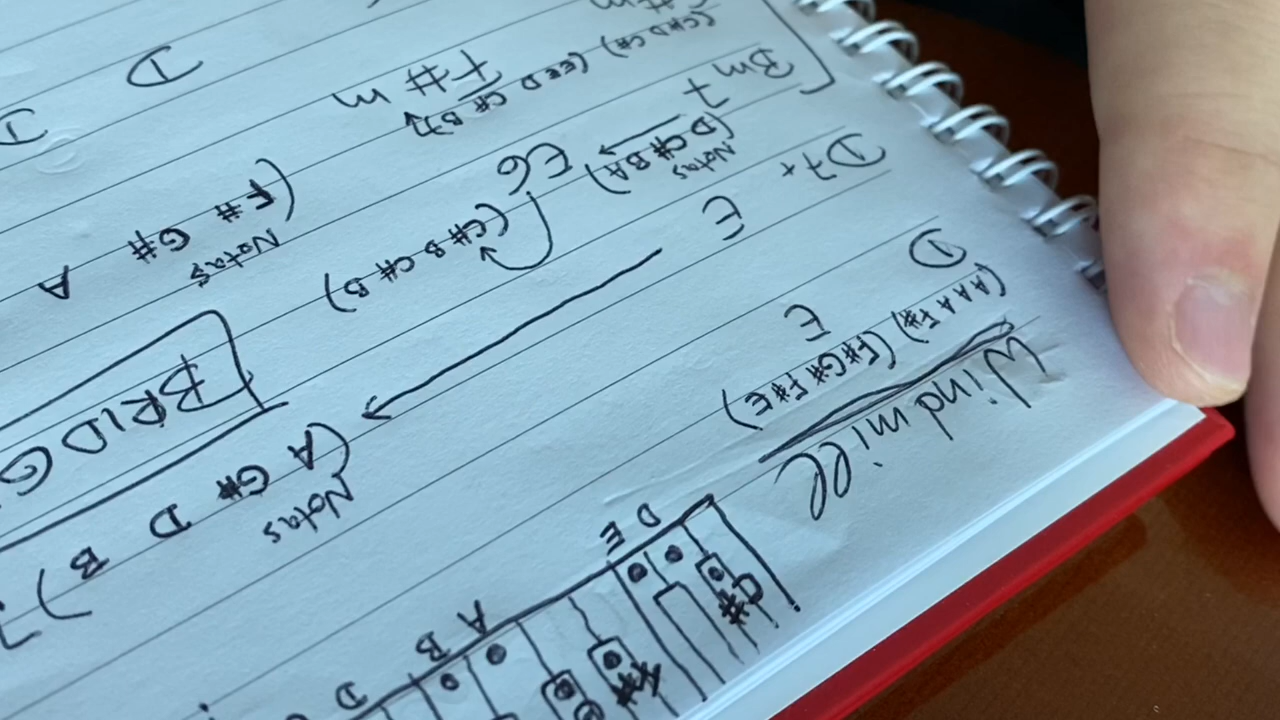 C# F#
D E A B D
Windmill
(A A A F#) (F# G# F# E)
D E
Notas
(A G# D B)
D7+ E
BRIDG
Notas
(D C# B A) (C# B C# B)
Bm7 E6
Notas
(F# G# A
(C# D C#) (E E D C#
F#m D